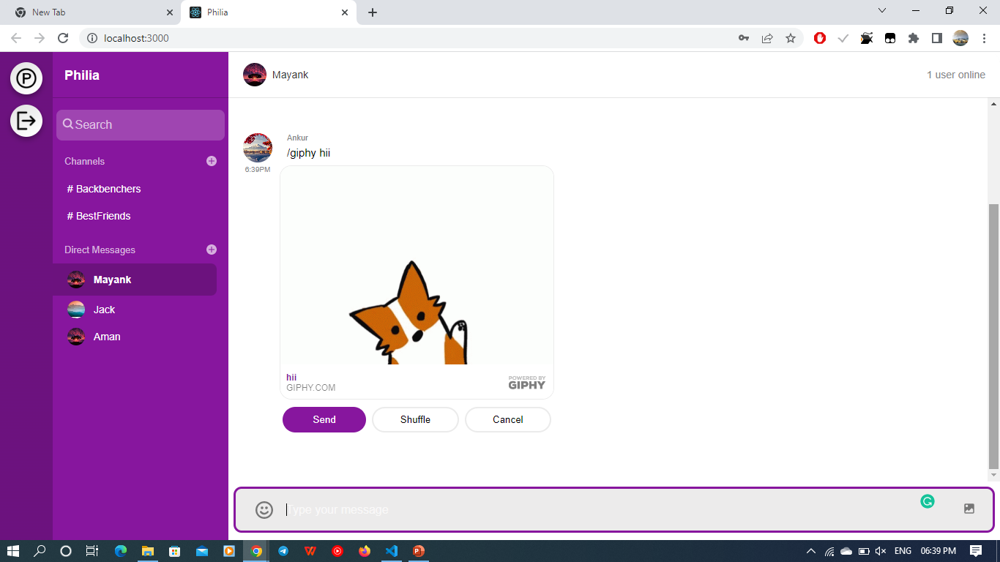 New Tab
Philia
localhost:3000
Philia
Search
Channels
# Backbenchers
# BestFriends
Direct Messages
Mayank
Jack
Aman
Mayank
1 user online
Ankur
/giphy hii
6:39PM
hii
GIPHY.COM
POWERED BY
GIPHY
Send
Shuffle
Cancel
Type your message
ENG
06:39 PM